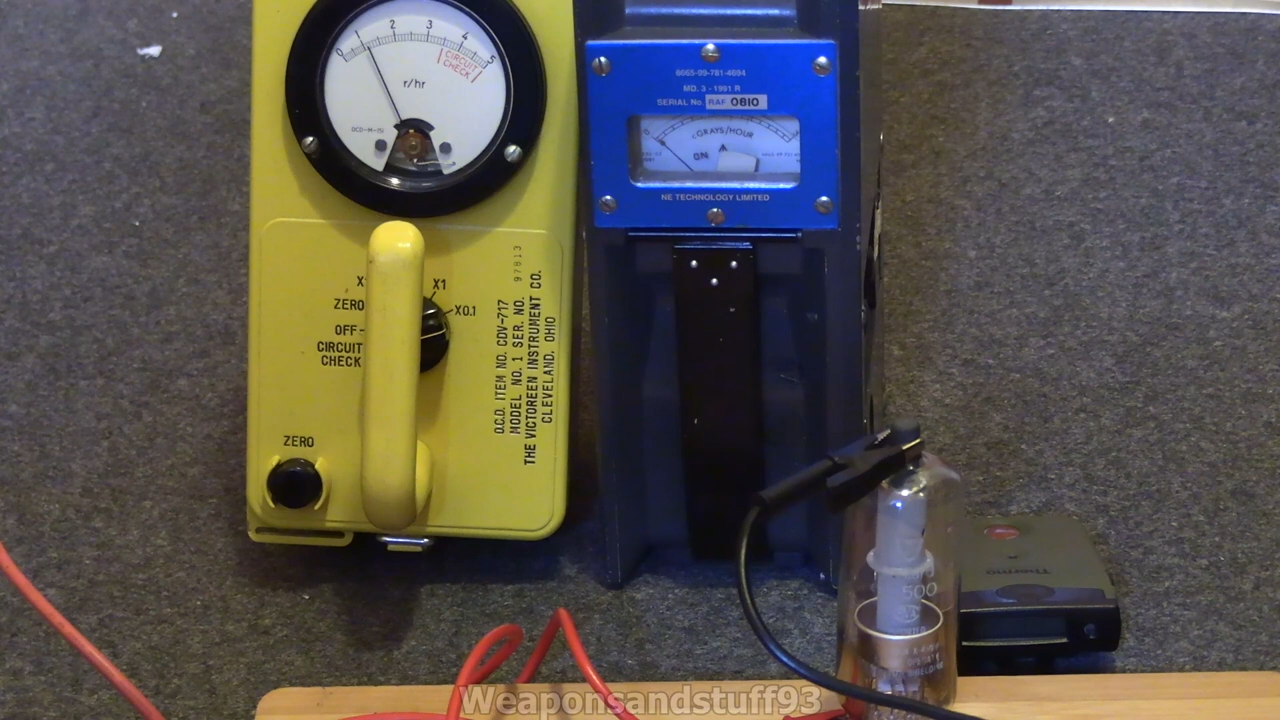 0 2 3 4 5
CIRCUIT
CHECK
r/hr
OCD-M-151
X1
ZERO
X0.1
OFF
CIRCUIT
CHECK
ZERO
O.C.D. ITEM NO. CDV-717
MODEL NO. 1 SER. NO. 97813
THE VICTOREEN INSTRUMENT CO.
CLEVELAND, OHIO
6665-99-781-4694
MD. 3 - 1991 R
SERIAL No. RAF 0810
0
cGRAYS/HOUR
ON
NE TECHNOLOGY LIMITED
500
Thermo
Weaponsandstuff93